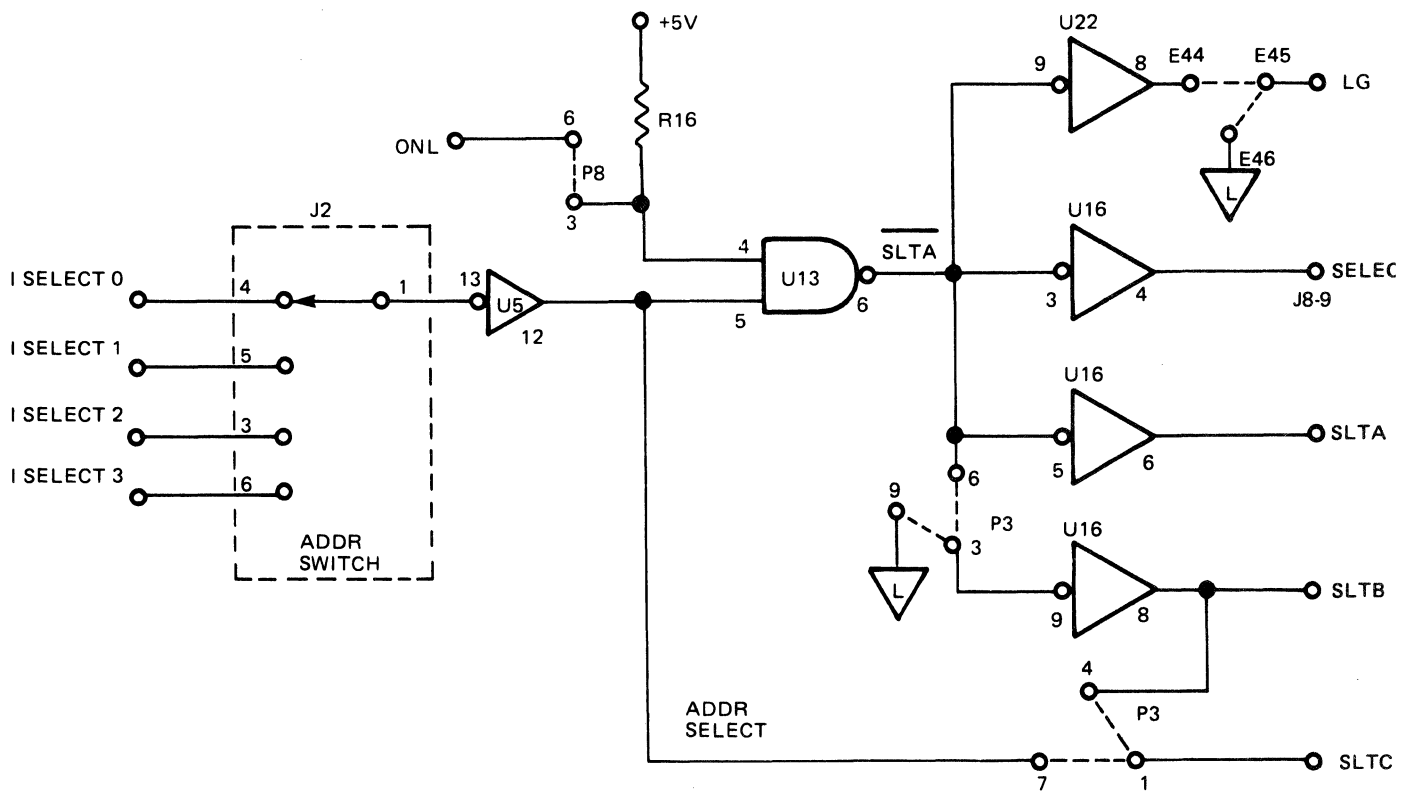 U22
+5V
9
8
E44
E45
LG
6
R16
ONL
P8
E46
3
L
J2
U16
4
SLTA
I SELECT 0
4
1
13
U5
12
U13
6
3
4
SELEC
J8-9
5
I SELECT 1
5
U16
I SELECT 2
3
SLTA
5
6
I SELECT 3
6
6
9
P3
3
U16
ADDR
SWITCH
L
SLTB
9
8
4
P3
ADDR
SELECT
SLTC
7
1